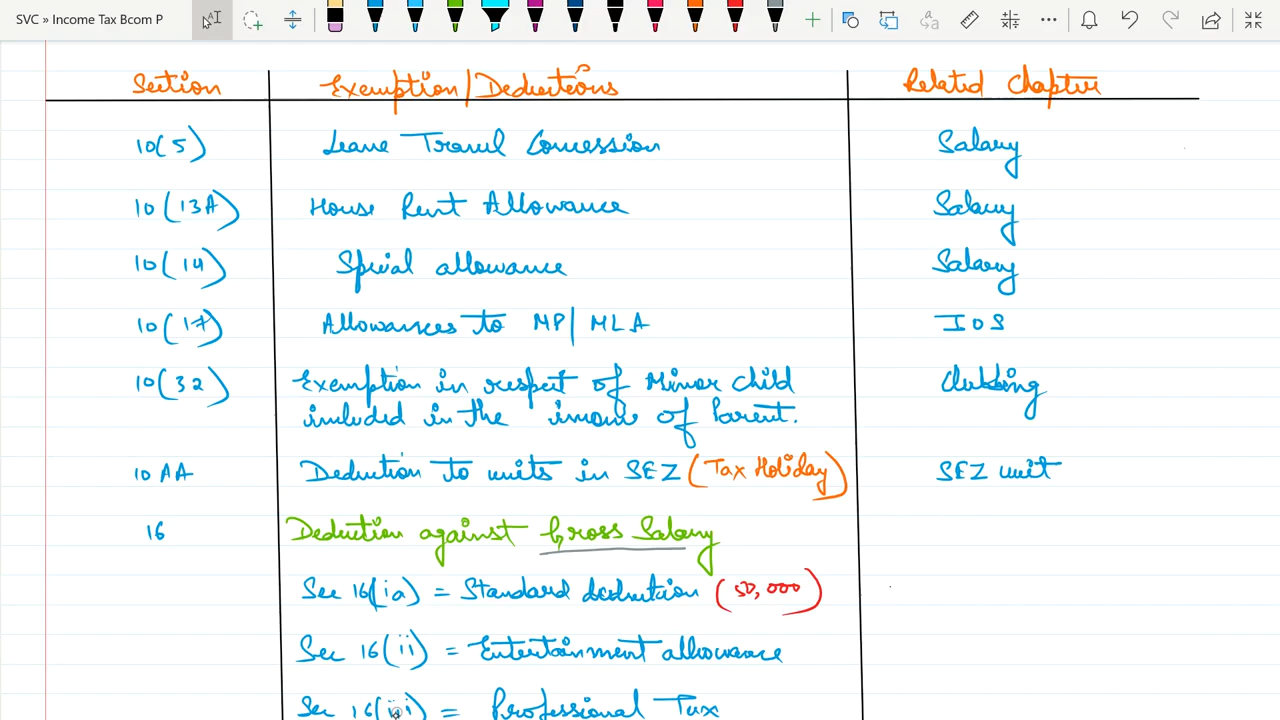 SVC » Income Tax Bcom P
Section Exemption/Deductions Related Chapter
10(5) Leave Travel Concession Salary
10(13A) House Rent Allowance Salary
10(14) Special allowance Salary
10(17) Allowances to MP/MLA IOS
10(32) Exemption in respect of Minor child Clubbing
included in the income of Parent.
10AA Deduction to units in SEZ (Tax Holiday) SEZ unit
16 Deduction against Gross Salary
Sec 16(ia) = Standard deduction (50,000)
Sec 16(ii) = Entertainment allowance
Sec 16(iii) = Professional Tax